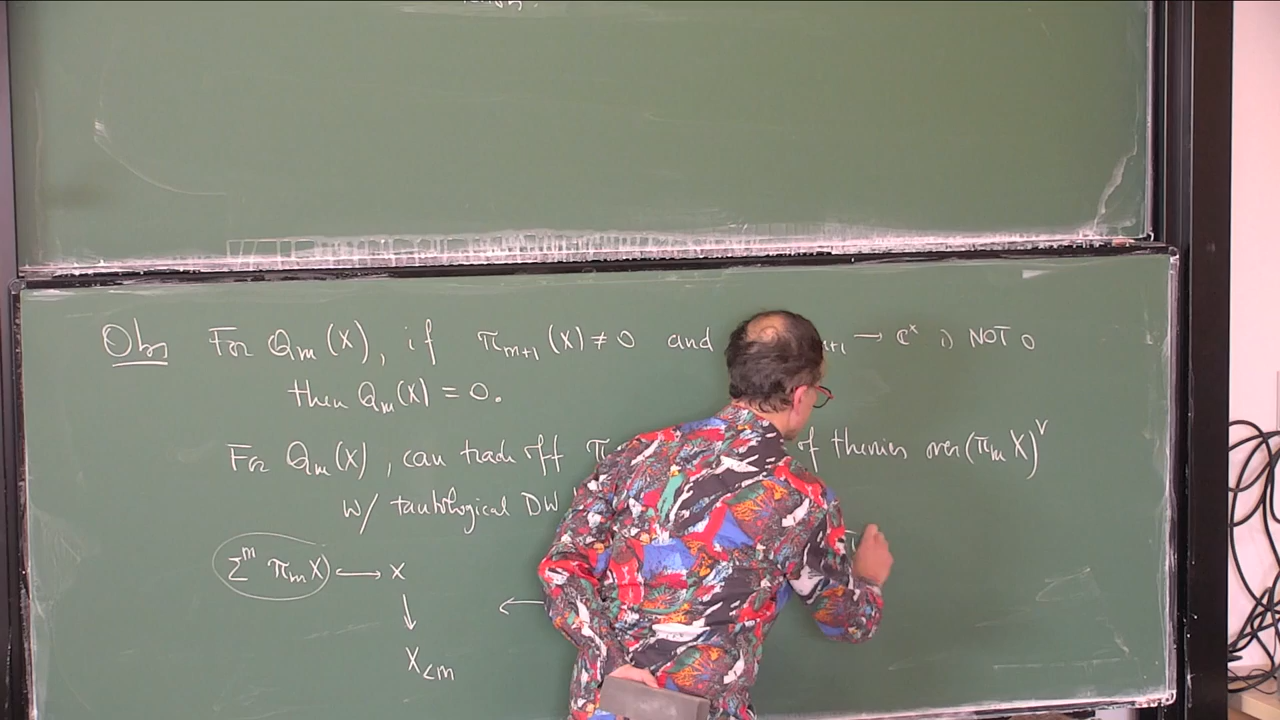 Obs For Q_m(X), if π_{m+1}(X) ≠ 0 and m+1 → ℂ^× is NOT 0
then Q_m(X) = 0.
For Q_m(X), can trade off π of theories over (π_m X)^∨
w/ tautological DW
Σ^m π_m X → X ←
↓
X_{<m}